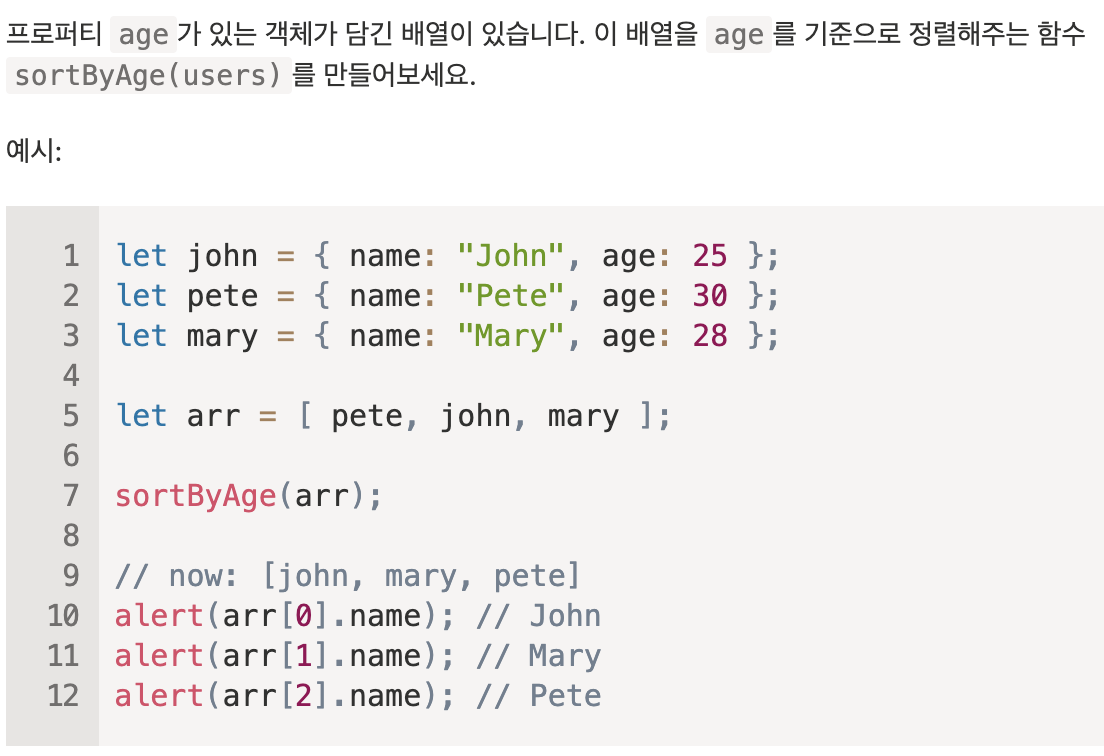 프로퍼티 age가 있는 객체가 담긴 배열이 있습니다. 이 배열을 age를 기준으로 정렬해주는 함수
sortByAge(users)를 만들어보세요.
예시:
1 let john = { name: "John", age: 25 };
2 let pete = { name: "Pete", age: 30 };
3 let mary = { name: "Mary", age: 28 };
4
5 let arr = [ pete, john, mary ];
6
7 sortByAge(arr);
8
9 // now: [john, mary, pete]
10 alert(arr[0].name); // John
11 alert(arr[1].name); // Mary
12 alert(arr[2].name); // Pete